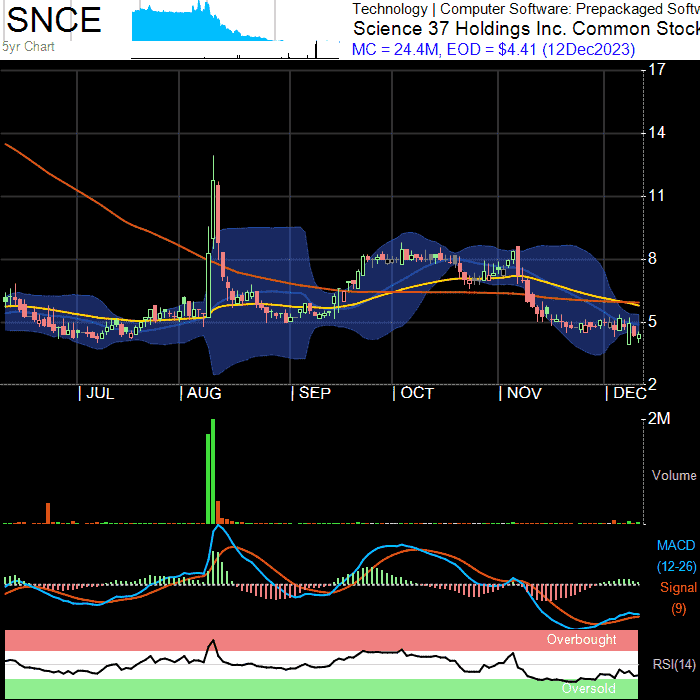 SNCE
5yr Chart
Technology | Computer Software: Prepackaged Softw
Science 37 Holdings Inc. Common Stock
MC = 24.4M, EOD = $4.41 (12Dec2023)
17
14
11
8
5
2
| JUL | AUG | SEP | OCT | NOV | DEC
2M
Volume
MACD
(12-26)
Signal
(9)
Overbought
RSI(14)
Oversold